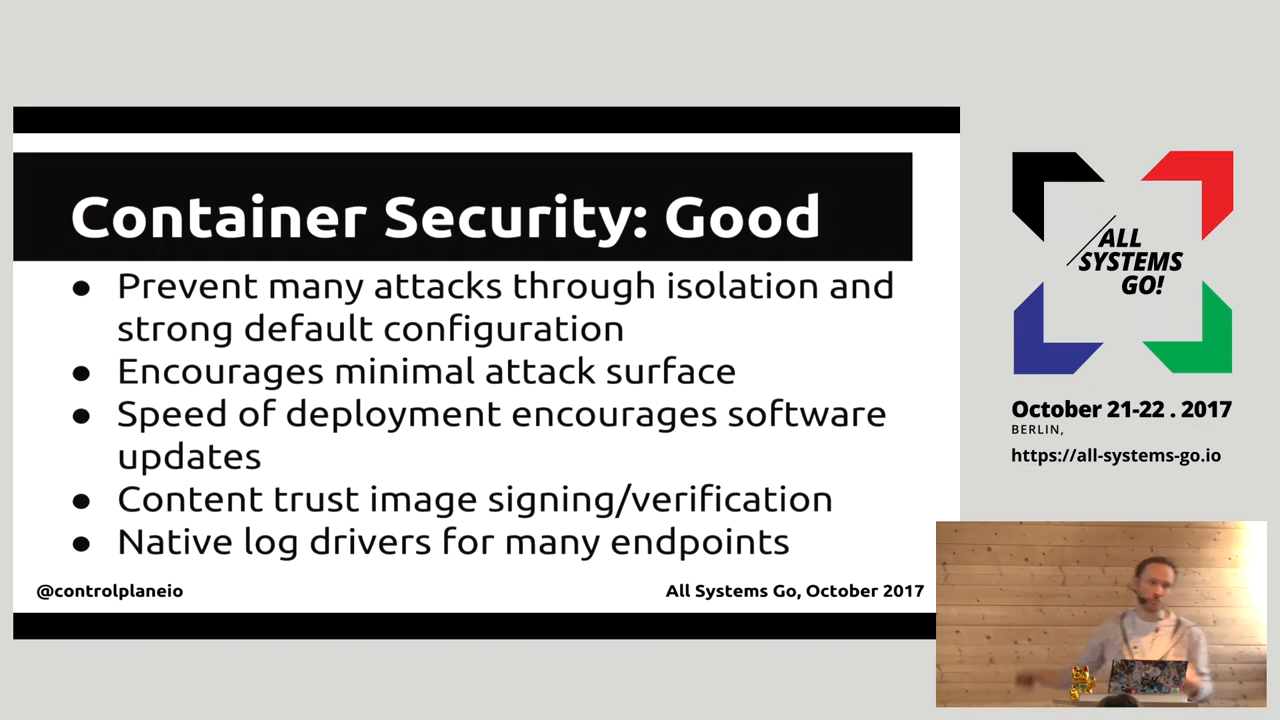 Container Security: Good
● Prevent many attacks through isolation and
strong default configuration
● Encourages minimal attack surface
● Speed of deployment encourages software
updates
● Content trust image signing/verification
● Native log drivers for many endpoints
@controlplaneio
All Systems Go, October 2017
ALL
SYSTEMS
GO!
October 21-22 . 2017
BERLIN,
https://all-systems-go.io